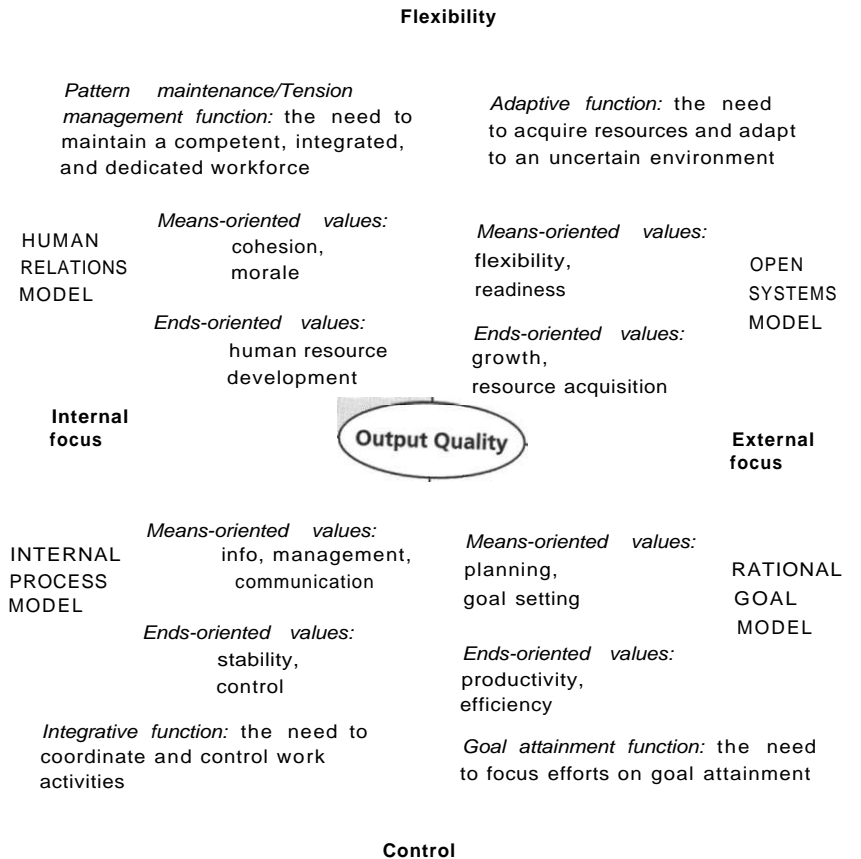 Flexibility
Pattern maintenance/Tension
management function: the need to
maintain a competent, integrated,
and dedicated workforce
Adaptive function: the need
to acquire resources and adapt
to an uncertain environment
HUMAN
RELATIONS
MODEL
Means-oriented values:
cohesion,
morale
Ends-oriented values:
human resource
development
Means-oriented values:
flexibility,
readiness
Ends-oriented values:
growth,
resource acquisition
OPEN
SYSTEMS
MODEL
Internal
focus
Output Quality
External
focus
INTERNAL
PROCESS
MODEL
Means-oriented values:
info, management,
communication
Ends-oriented values:
stability,
control
Means-oriented values:
planning,
goal setting
Ends-oriented values:
productivity,
efficiency
RATIONAL
GOAL
MODEL
Integrative function: the need to
coordinate and control work
activities
Goal attainment function: the need
to focus efforts on goal attainment
Control